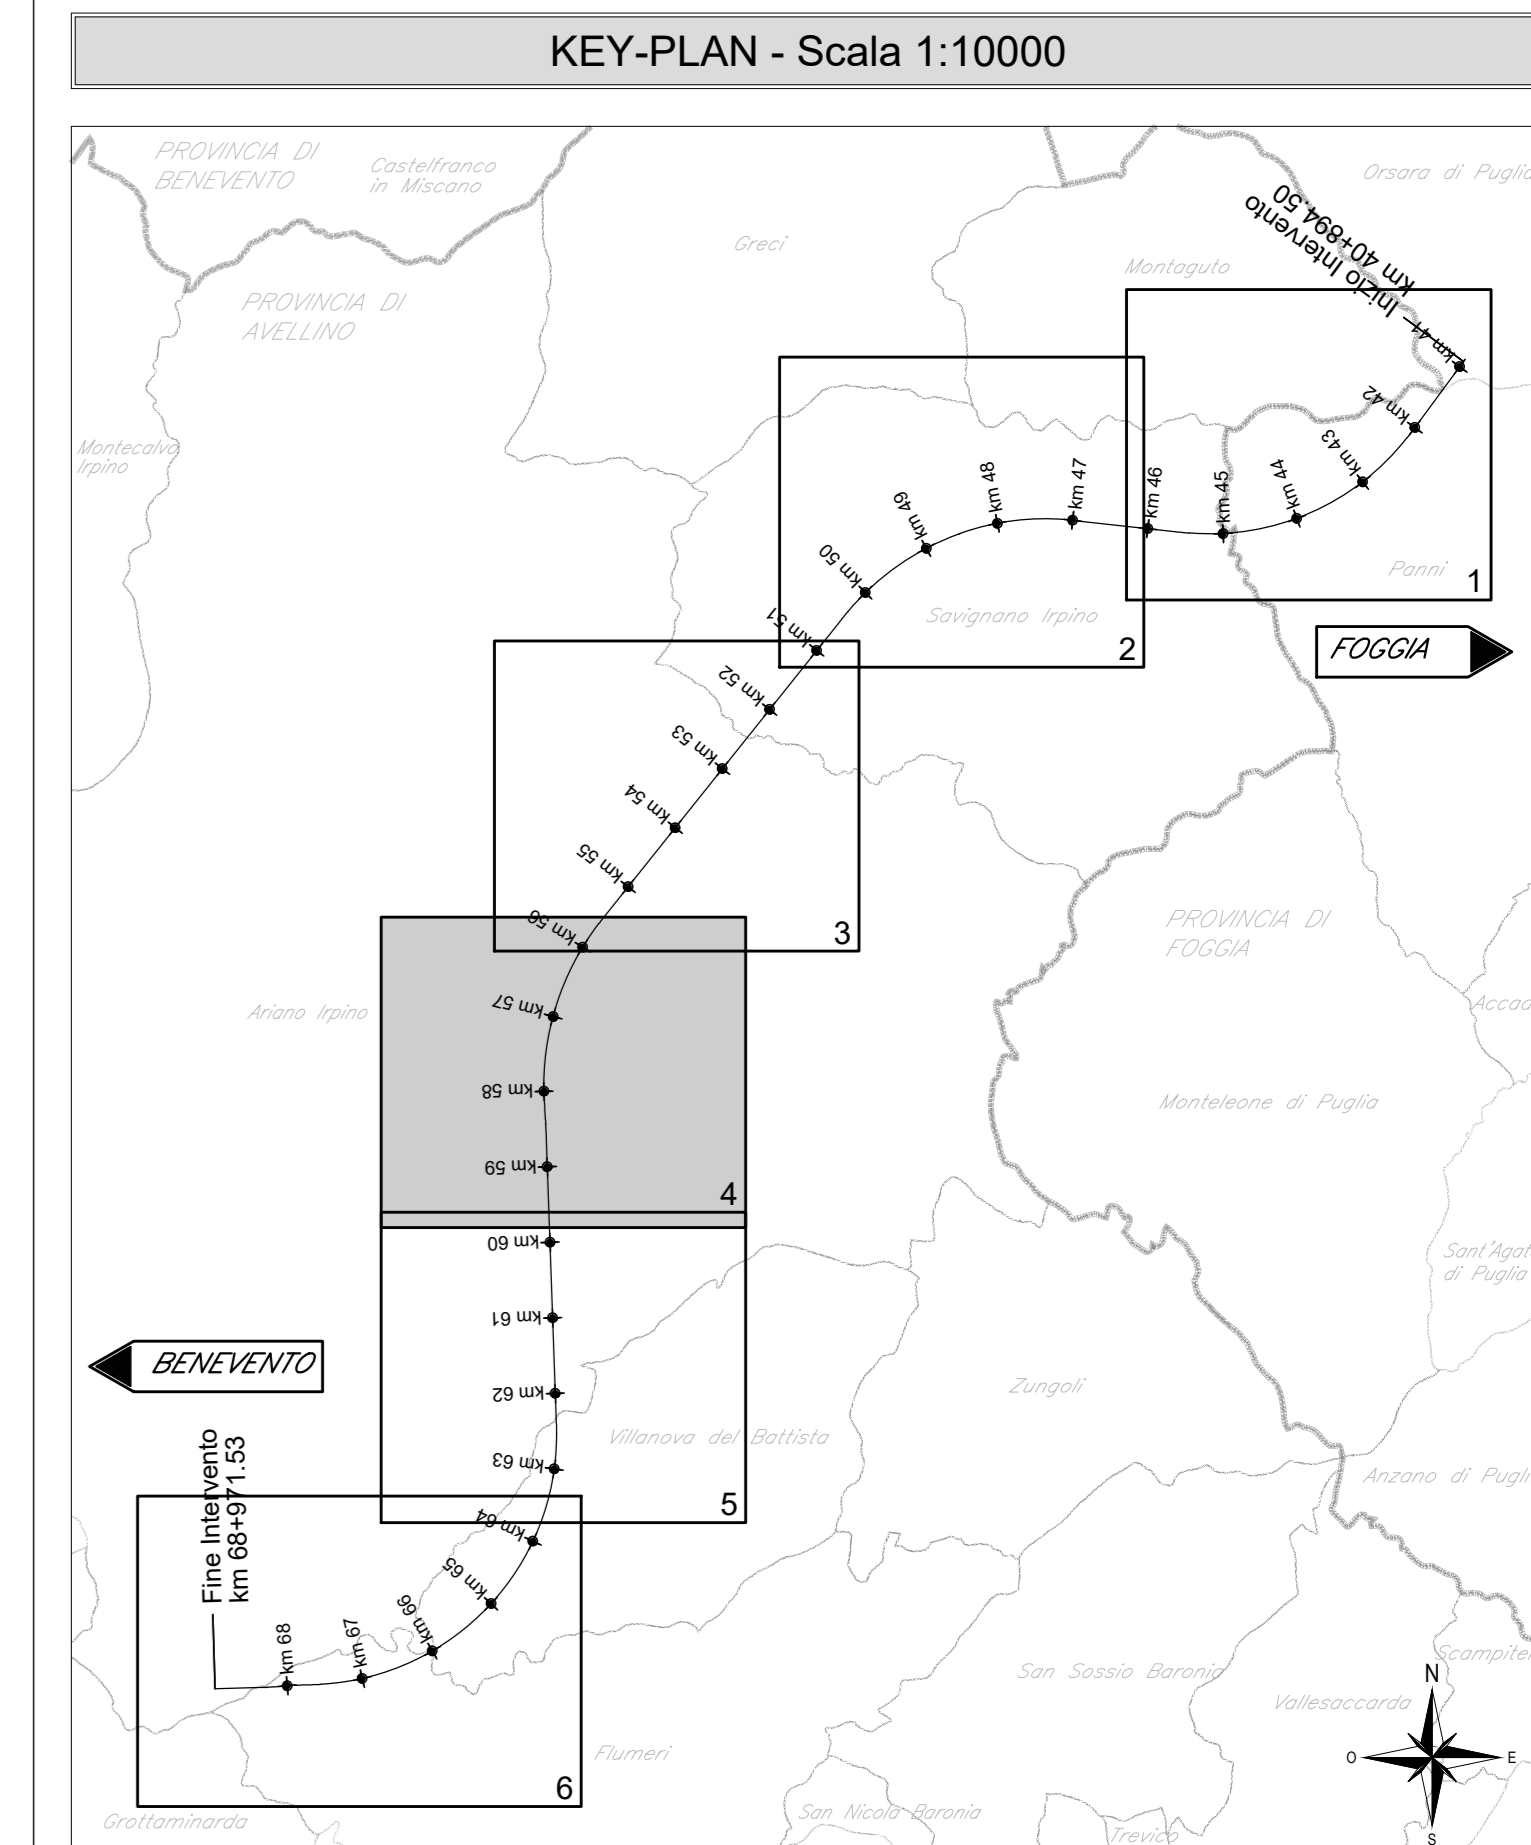 KEY-PLAN - Scala 1:10000
PROVINCIA DI
BENEVENTO
Castelfranco
in Miscano
Orsara di Puglia
Greci
Montaguto
Inizio Intervento
km 40+894.50
PROVINCIA DI
AVELLINO
km 41
km 42
Montecalvo
Irpino
km 43
km 44
km 45
km 46
km 47
km 48
km 49
km 50
Panni
1
Savignano Irpino
km 51
2
FOGGIA
km 52
km 53
km 54
km 55
km 56
3
PROVINCIA DI
FOGGIA
Ariano Irpino
km 57
Accad
km 58
Monteleone di Puglia
km 59
4
km 60
Sant'Agat
di Puglia
km 61
BENEVENTO
km 62
Zungoli
Villanova del Battista
km 63
Fine Intervento
km 68+971.53
Anzano di Pugli
5
km 64
km 65
km 66
km 67
km 68
San Sossio Baronia
Scampitel
N
Vallesaccarda
Flumeri
O
E
6
Grottaminarda
San Nicola Baronia
Trevico
S